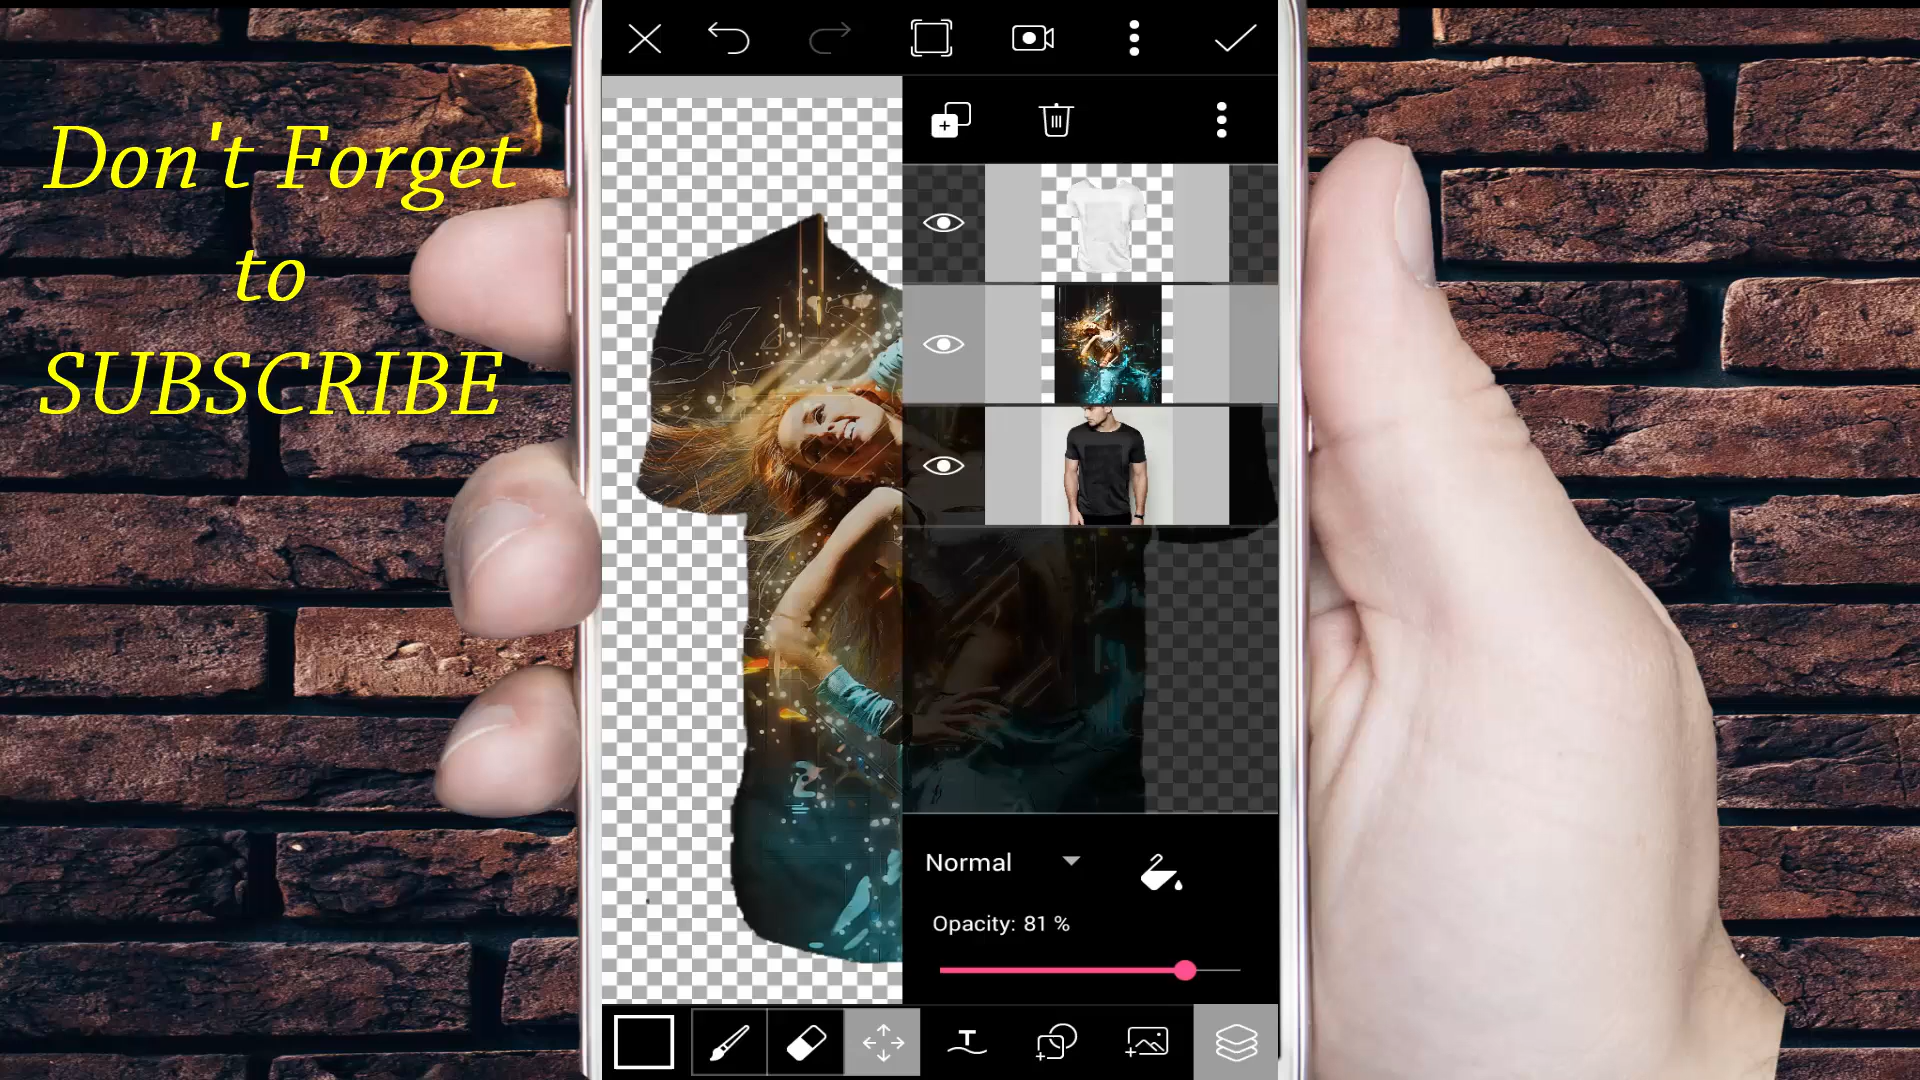 Don't Forget
to
SUBSCRIBE
Normal
Opacity: 81 %
T